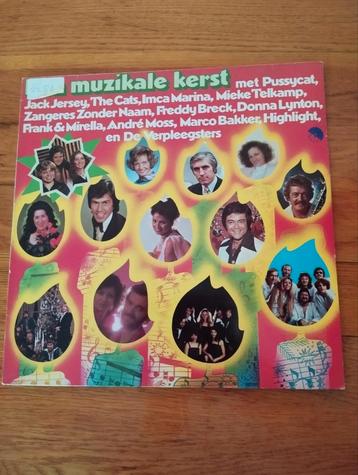 muzikale kerst met Pussycat,
Jack Jersey, The Cats, Imca Marina, Mieke Telkamp,
Zangeres Zonder Naam, Freddy Breck, Donna Lynton,
Frank & Mirella, André Moss, Marco Bakker, Highlight,
en De Verpleegsters